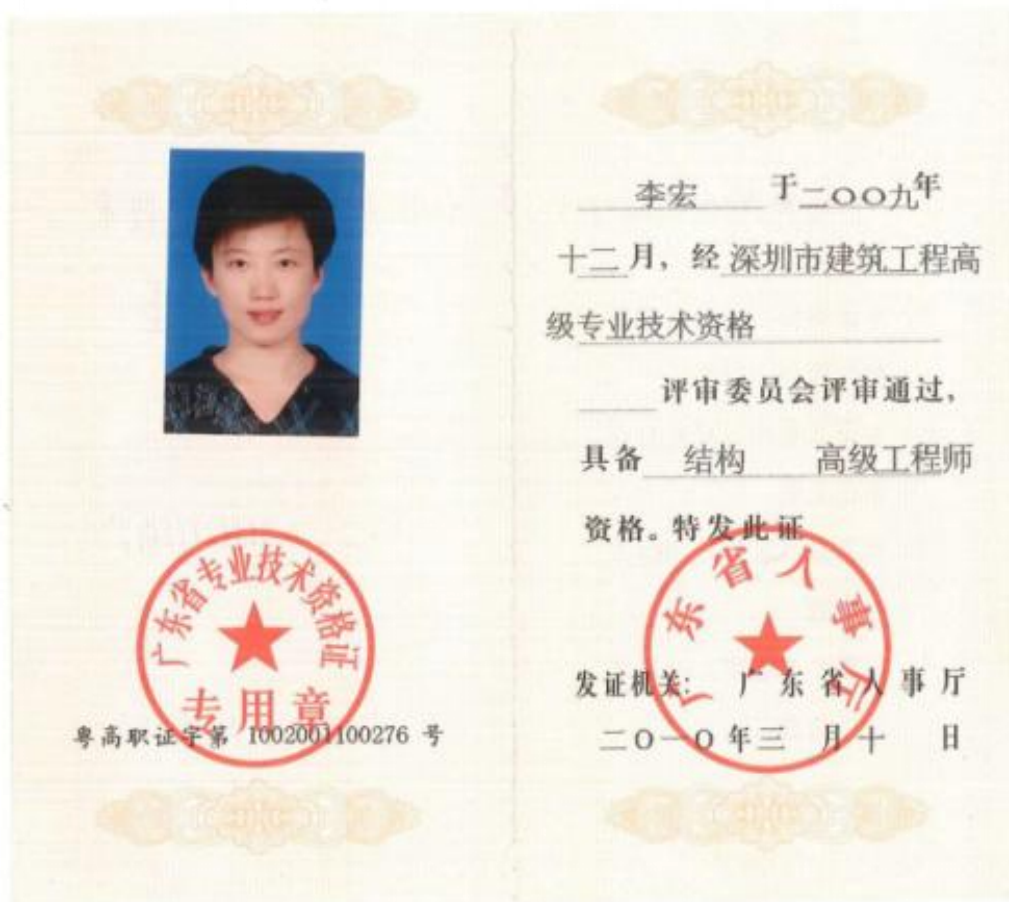 广东省专业技术资格证
专用章
粤高职证字第 1002001100276 号
李宏 于二〇〇九年
十二月，经深圳市建筑工程高
级专业技术资格
评审委员会评审通过，
具备 结构 高级工程师
资格。特发此证
广东省人事厅
发证机关： 广东省人事厅
二〇一〇年三月十日